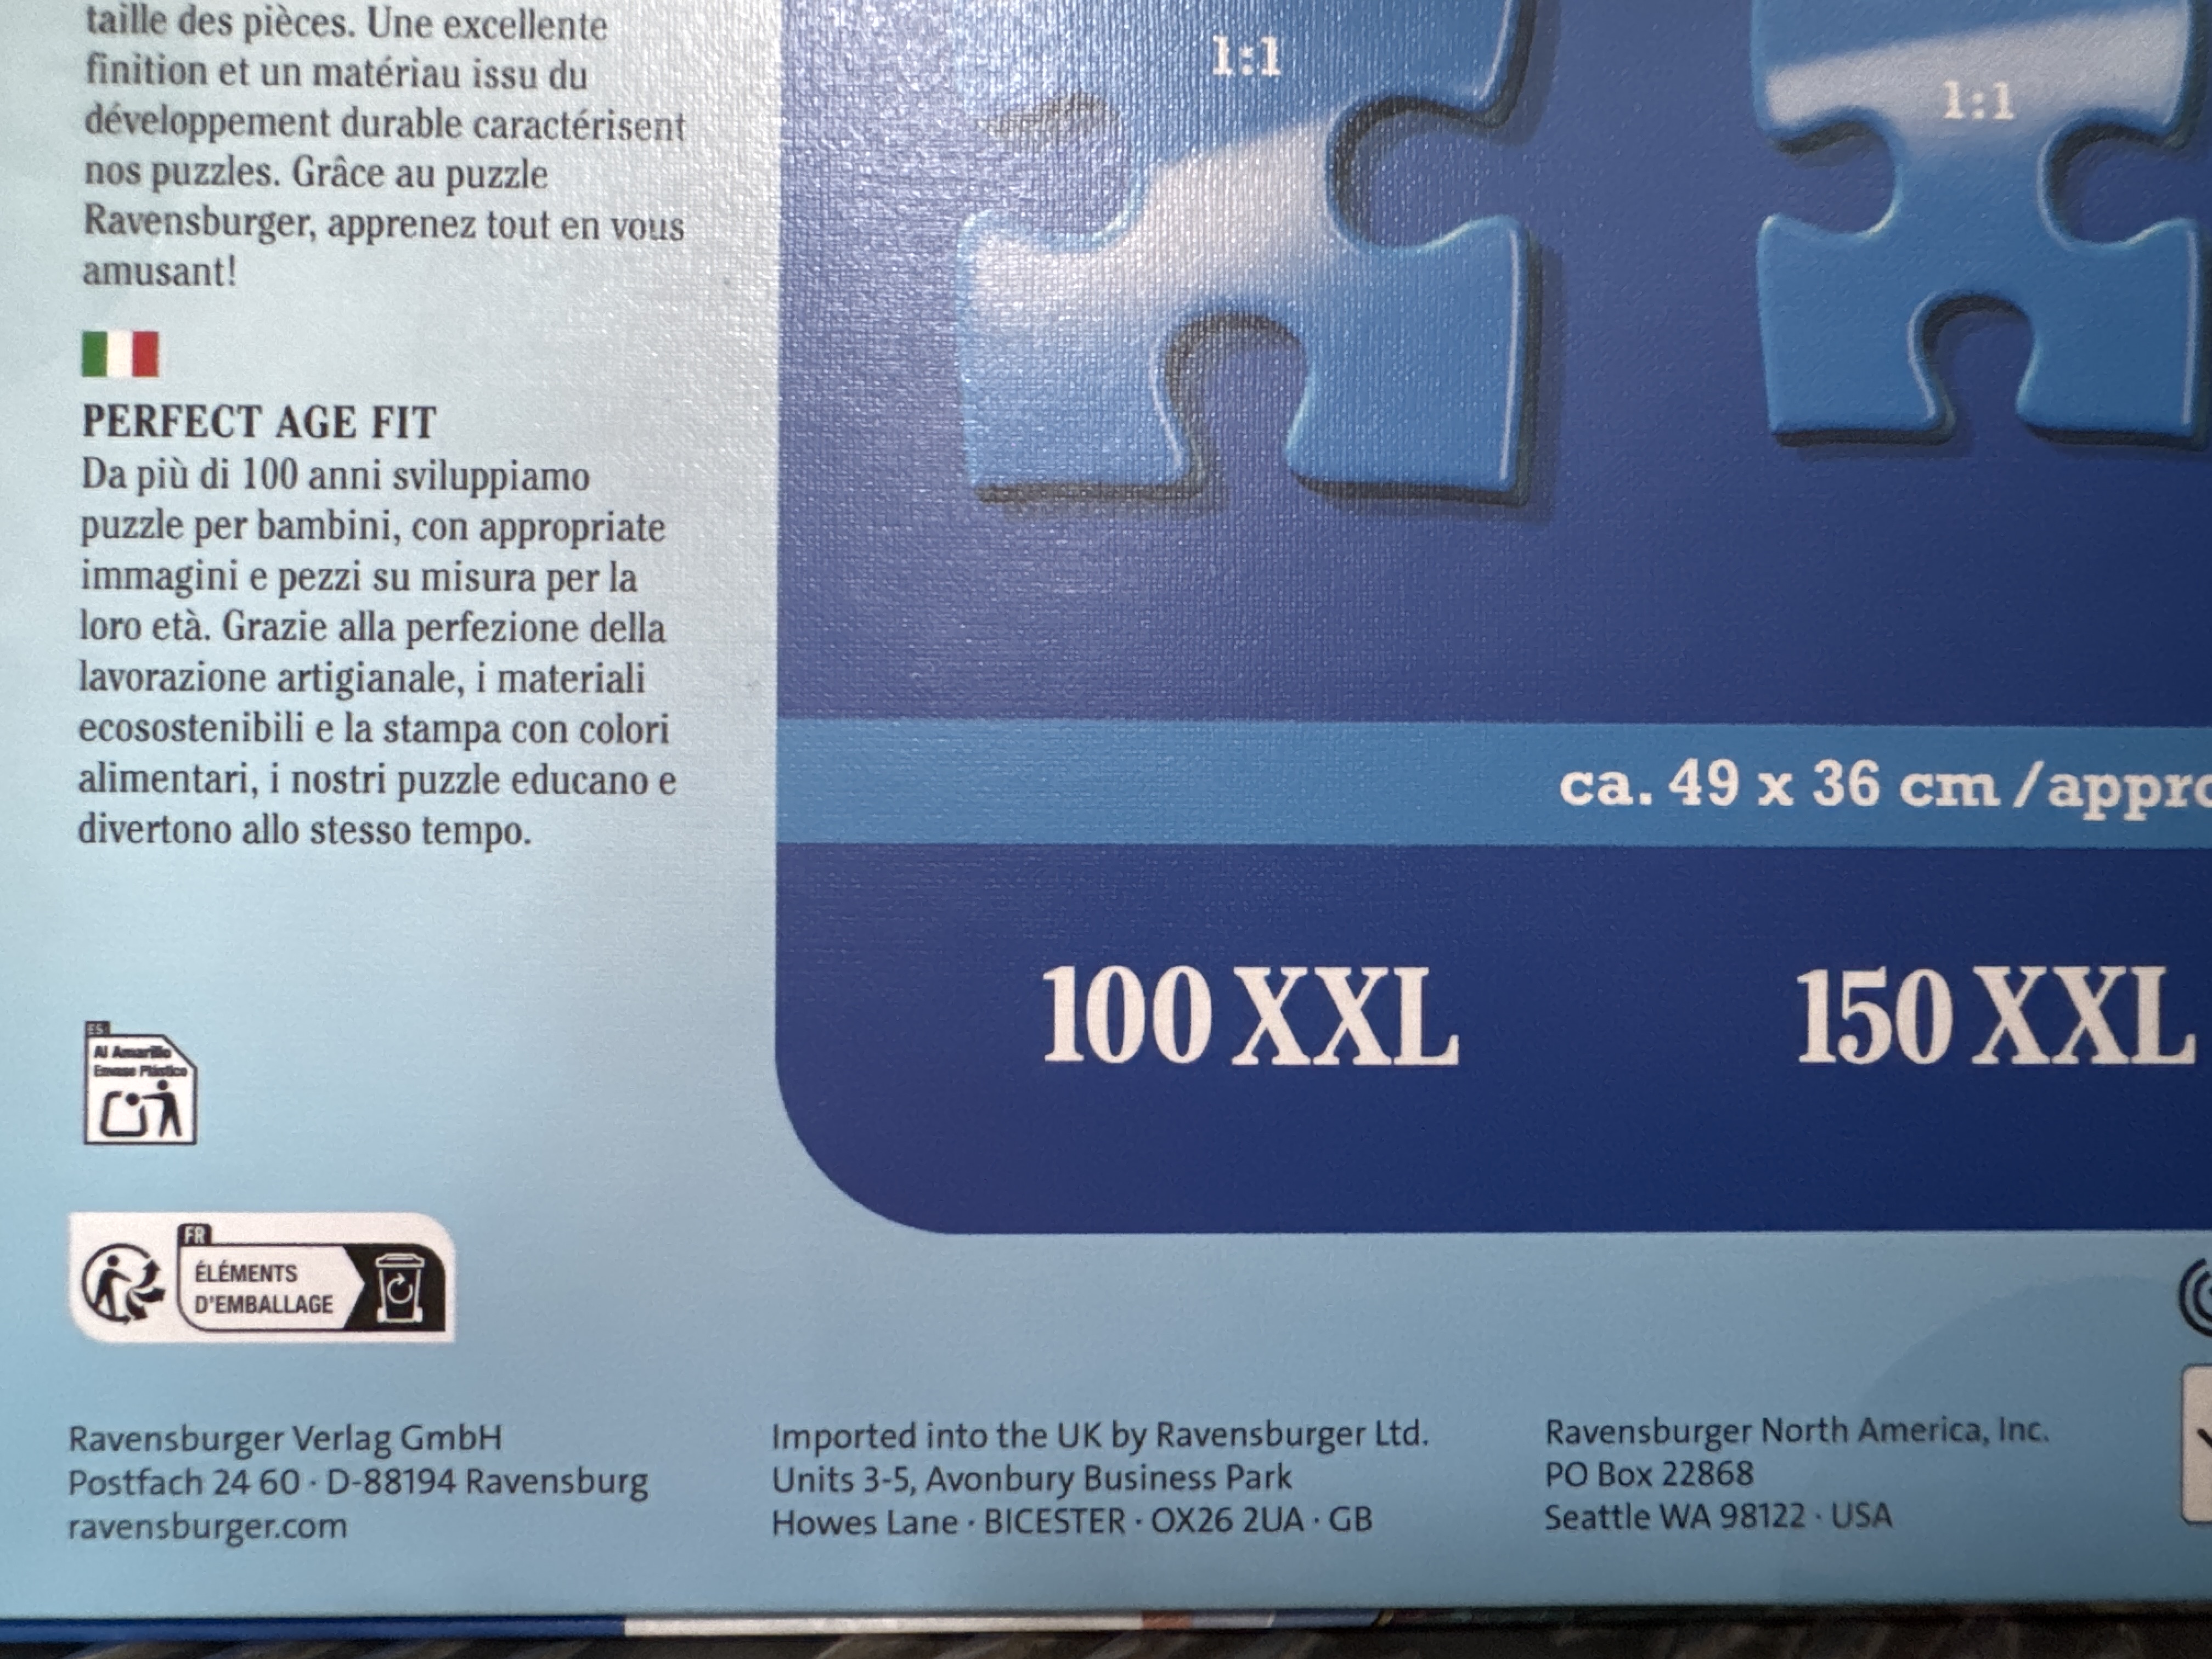 taille des pièces. Une excellente
finition et un matériau issu du
développement durable caractérisent
nos puzzles. Grâce au puzzle
Ravensburger, apprenez tout en vous
amusant!
PERFECT AGE FIT
Da più di 100 anni sviluppiamo
puzzle per bambini, con appropriate
immagini e pezzi su misura per la
loro età. Grazie alla perfezione della
lavorazione artigianale, i materiali
ecosostenibili e la stampa con colori
alimentari, i nostri puzzle educano e
divertono allo stesso tempo.
1:1
1:1
ca. 49 x 36 cm / appro
100 XXL
150 XXL
ES
Al Amarillo
Envase Plástico
FR
ÉLÉMENTS
D'EMBALLAGE
Ravensburger Verlag GmbH
Postfach 24 60 · D-88194 Ravensburg
ravensburger.com
Imported into the UK by Ravensburger Ltd.
Units 3-5, Avonbury Business Park
Howes Lane · BICESTER · OX26 2UA · GB
Ravensburger North America, Inc.
PO Box 22868
Seattle WA 98122 · USA